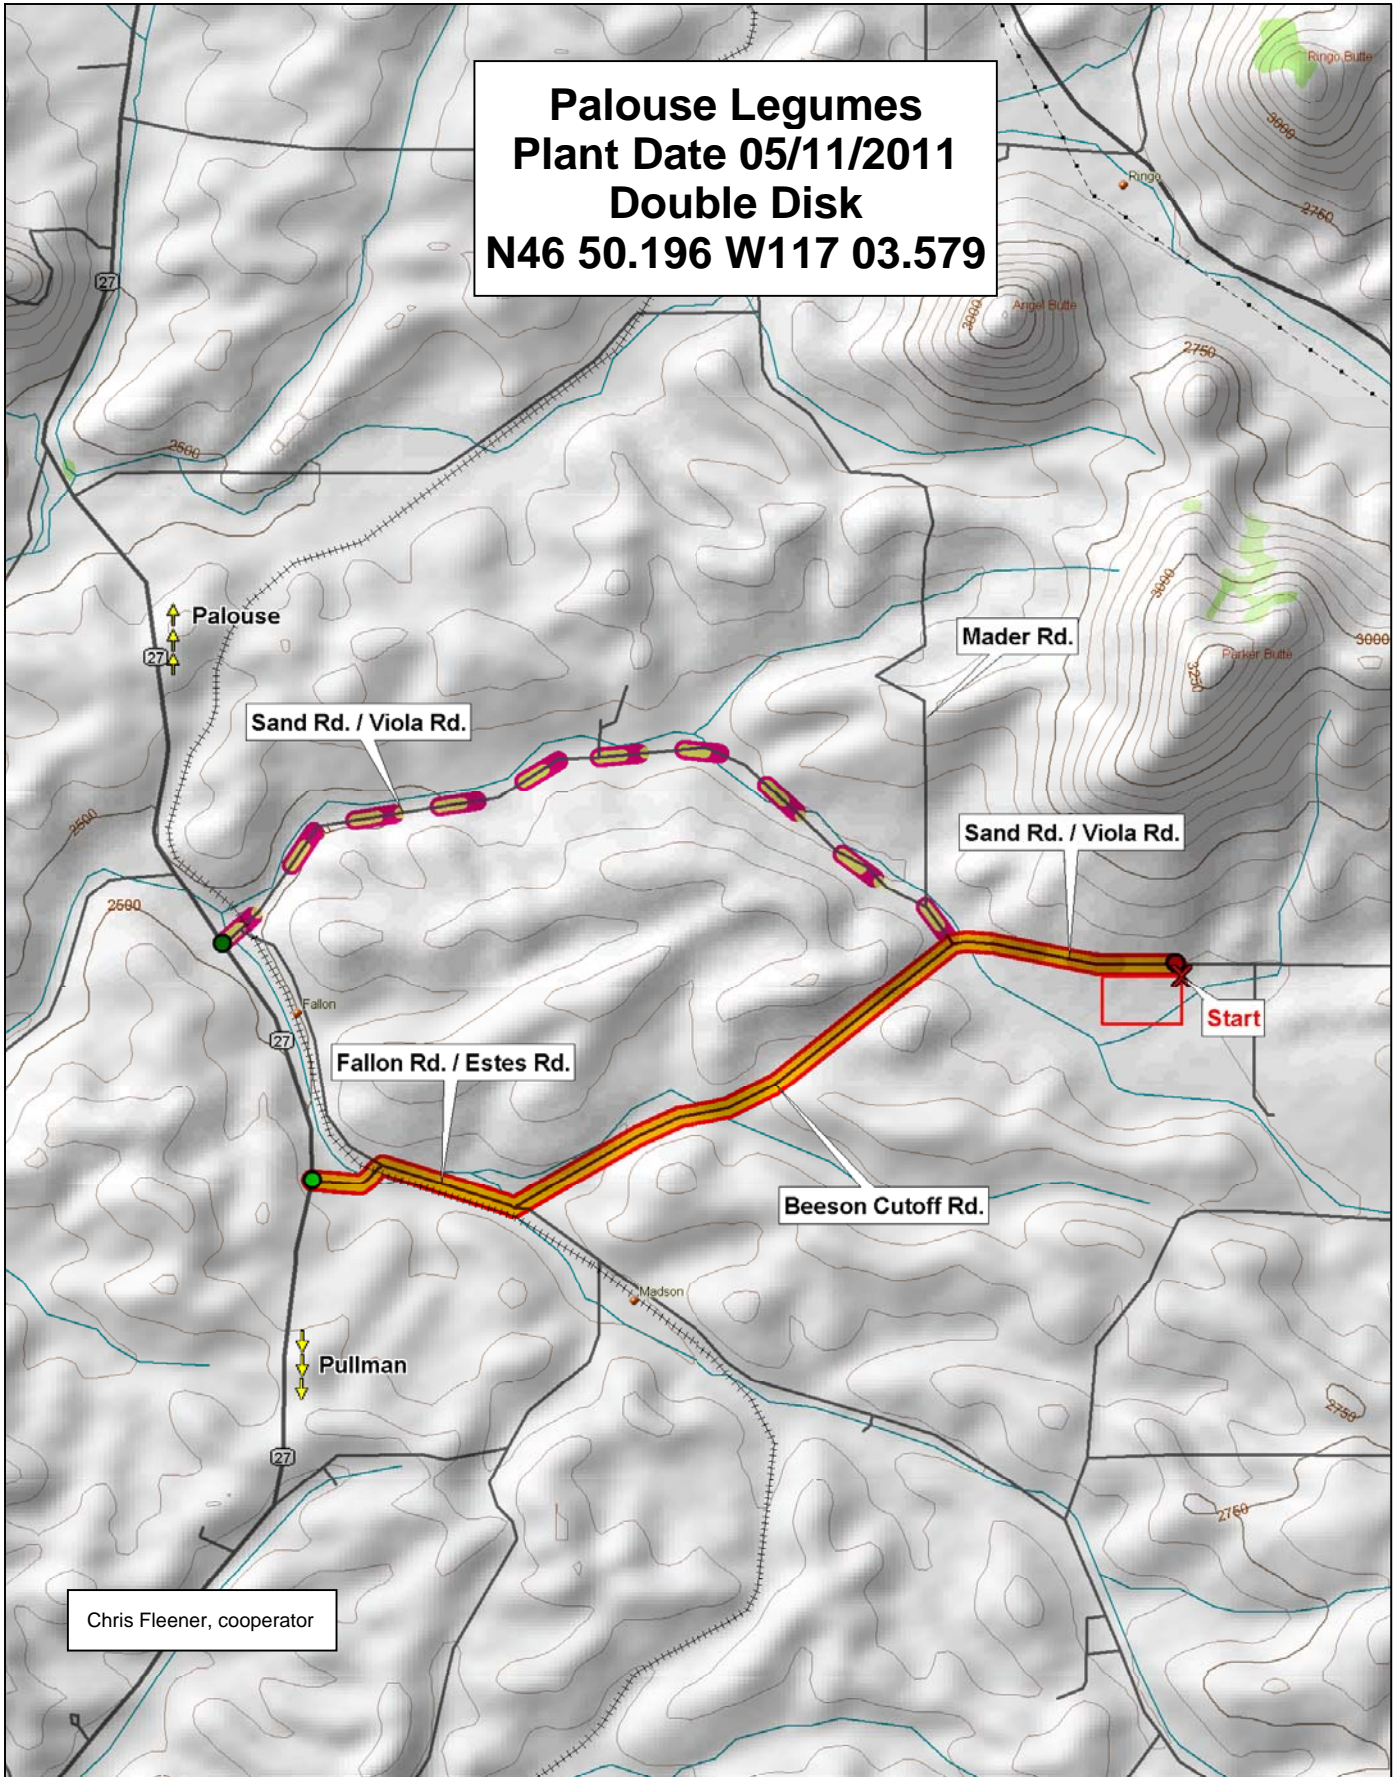 Palouse Legumes
Plant Date 05/11/2011
Double Disk
N46 50.196 W117 03.579
Ringo Butte
3000
2750
Ringo
27
Angel Butte
3000
2750
2500
3000
Palouse
27
Mader Rd.
3000
Parker Butte
3250
Sand Rd. / Viola Rd.
2500
Sand Rd. / Viola Rd.
2500
Fallon
Start
27
Fallon Rd. / Estes Rd.
Beeson Cutoff Rd.
Madson
Pullman
2750
27
2750
Chris Fleener, cooperator